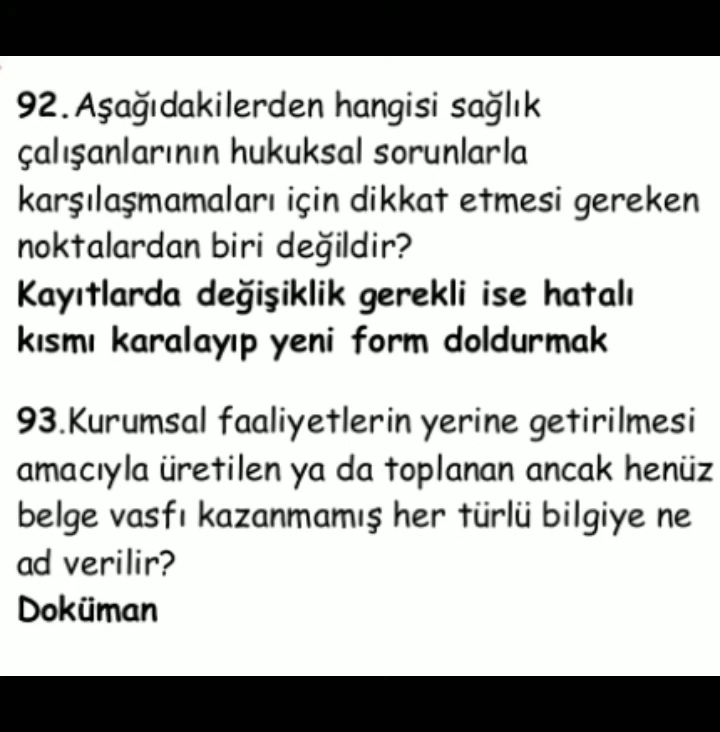 92. Aşağıdakilerden hangisi sağlık
çalışanlarının hukuksal sorunlarla
karşılaşmamaları için dikkat etmesi gereken
noktalardan biri değildir?
Kayıtlarda değişiklik gerekli ise hatalı
kısmı karalayıp yeni form doldurmak
93.Kurumsal faaliyetlerin yerine getirilmesi
amacıyla üretilen ya da toplanan ancak henüz
belge vasfı kazanmamış her türlü bilgiye ne
ad verilir?
Doküman